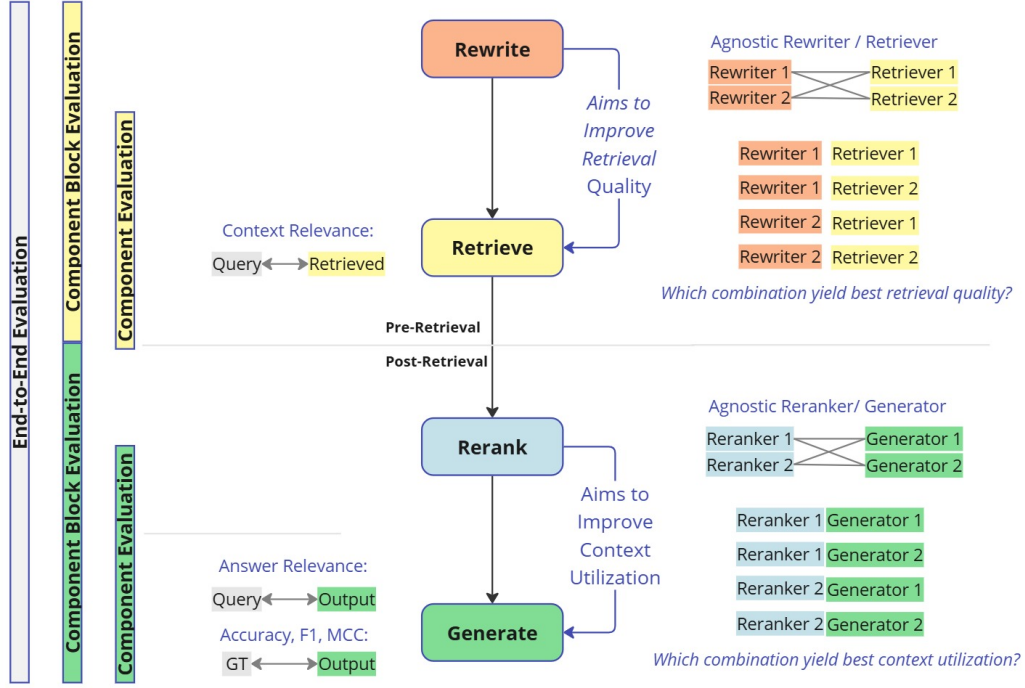 End-to-End Evaluation
Component Block Evaluation
Component Evaluation
Component Block Evaluation
Component Evaluation
Rewrite
Aims to
Improve
Retrieval
Quality
Retrieve
Context Relevance:
Query Retrieved
Pre-Retrieval
Post-Retrieval
Rerank
Aims to
Improve
Context
Utilization
Answer Relevance:
Query Output
Accuracy, F1, MCC:
GT Output
Generate
Agnostic Rewriter / Retriever
Rewriter 1 Retriever 1
Rewriter 2 Retriever 2
Rewriter 1 Retriever 1
Rewriter 1 Retriever 2
Rewriter 2 Retriever 1
Rewriter 2 Retriever 2
Which combination yield best retrieval quality?
Agnostic Reranker/ Generator
Reranker 1 Generator 1
Reranker 2 Generator 2
Reranker 1 Generator 1
Reranker 1 Generator 2
Reranker 2 Generator 1
Reranker 2 Generator 2
Which combination yield best context utilization?